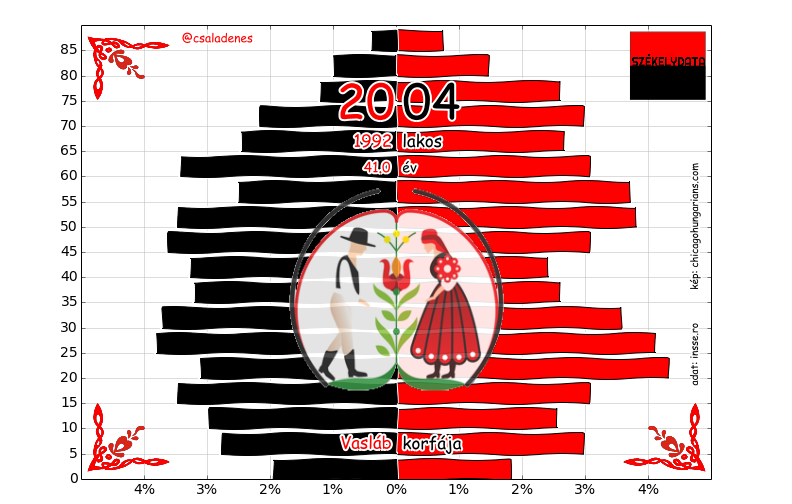 @csaladenes
SZÉKELYDATA
2004
1992 lakos
41.0 év
kép: chicagohungarians.com
adat: insse.ro
Vasláb korfája
85
80
75
70
65
60
55
50
45
40
35
30
25
20
15
10
5
0
4% 3% 2% 1% 0% 1% 2% 3% 4%